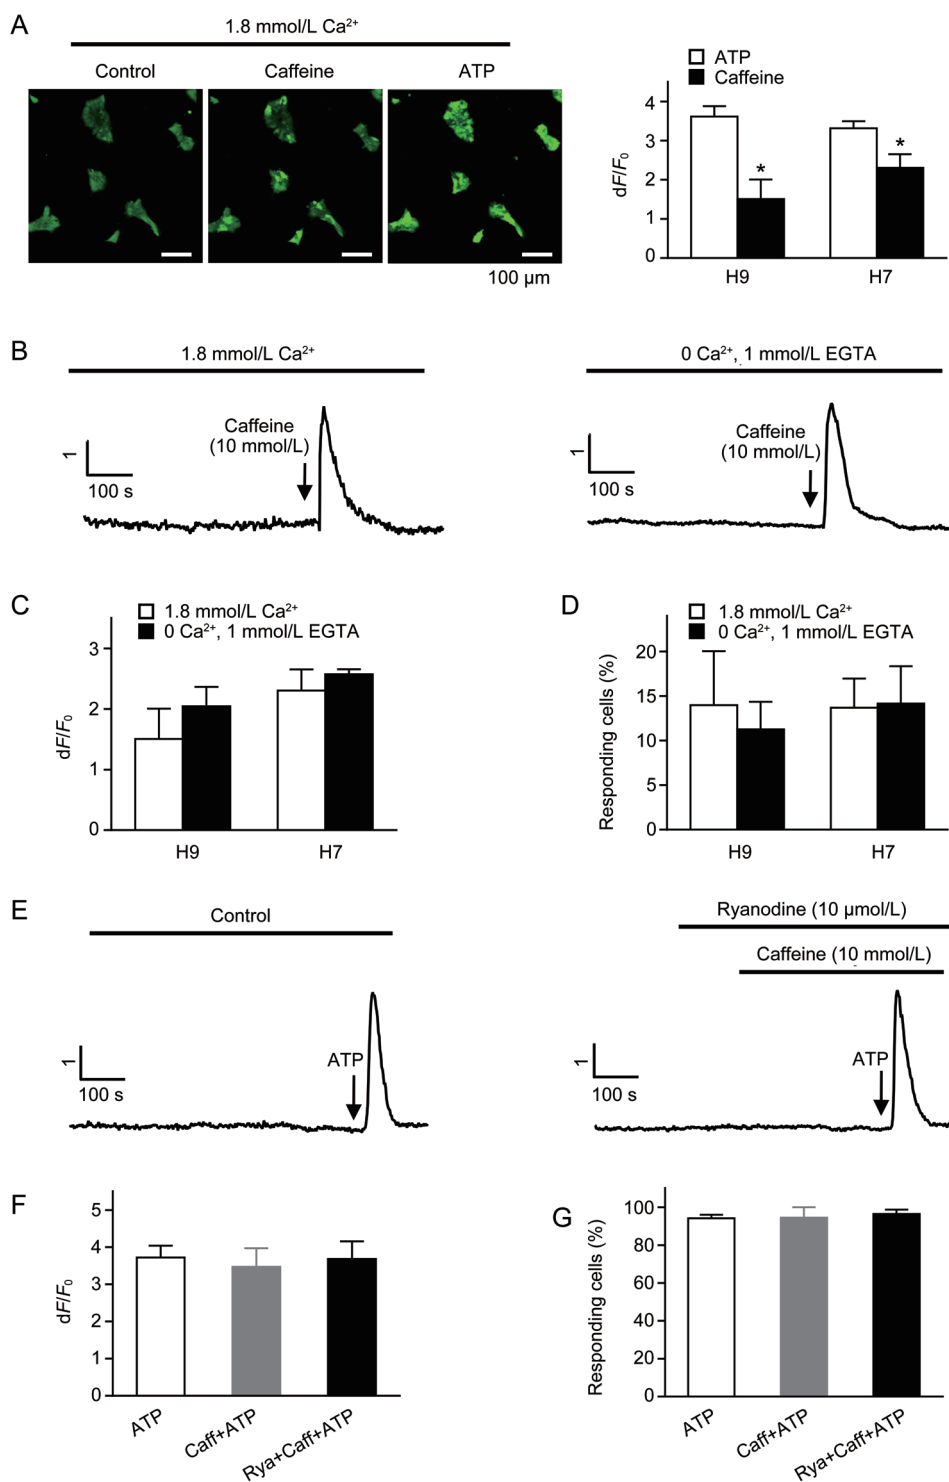 A
1.8 mmol/L Ca²⁺
Control Caffeine ATP
100 µm
ATP
Caffeine
dF/F₀
4
3
2
1
0
*
*
H9 H7
B
1.8 mmol/L Ca²⁺
Caffeine
(10 mmol/L)
1
100 s
0 Ca²⁺, 1 mmol/L EGTA
Caffeine
(10 mmol/L)
1
100 s
C
1.8 mmol/L Ca²⁺
0 Ca²⁺, 1 mmol/L EGTA
dF/F₀
3
2
1
0
H9 H7
D
1.8 mmol/L Ca²⁺
0 Ca²⁺, 1 mmol/L EGTA
Responding cells (%)
20
15
10
5
0
H9 H7
E
Control
ATP
1
100 s
Ryanodine (10 µmol/L)
Caffeine (10 mmol/L)
ATP
1
100 s
F
dF/F₀
5
4
3
2
1
0
ATP
Caff+ATP
Rya+Caff+ATP
G
Responding cells (%)
100
80
60
40
20
0
ATP
Caff+ATP
Rya+Caff+ATP